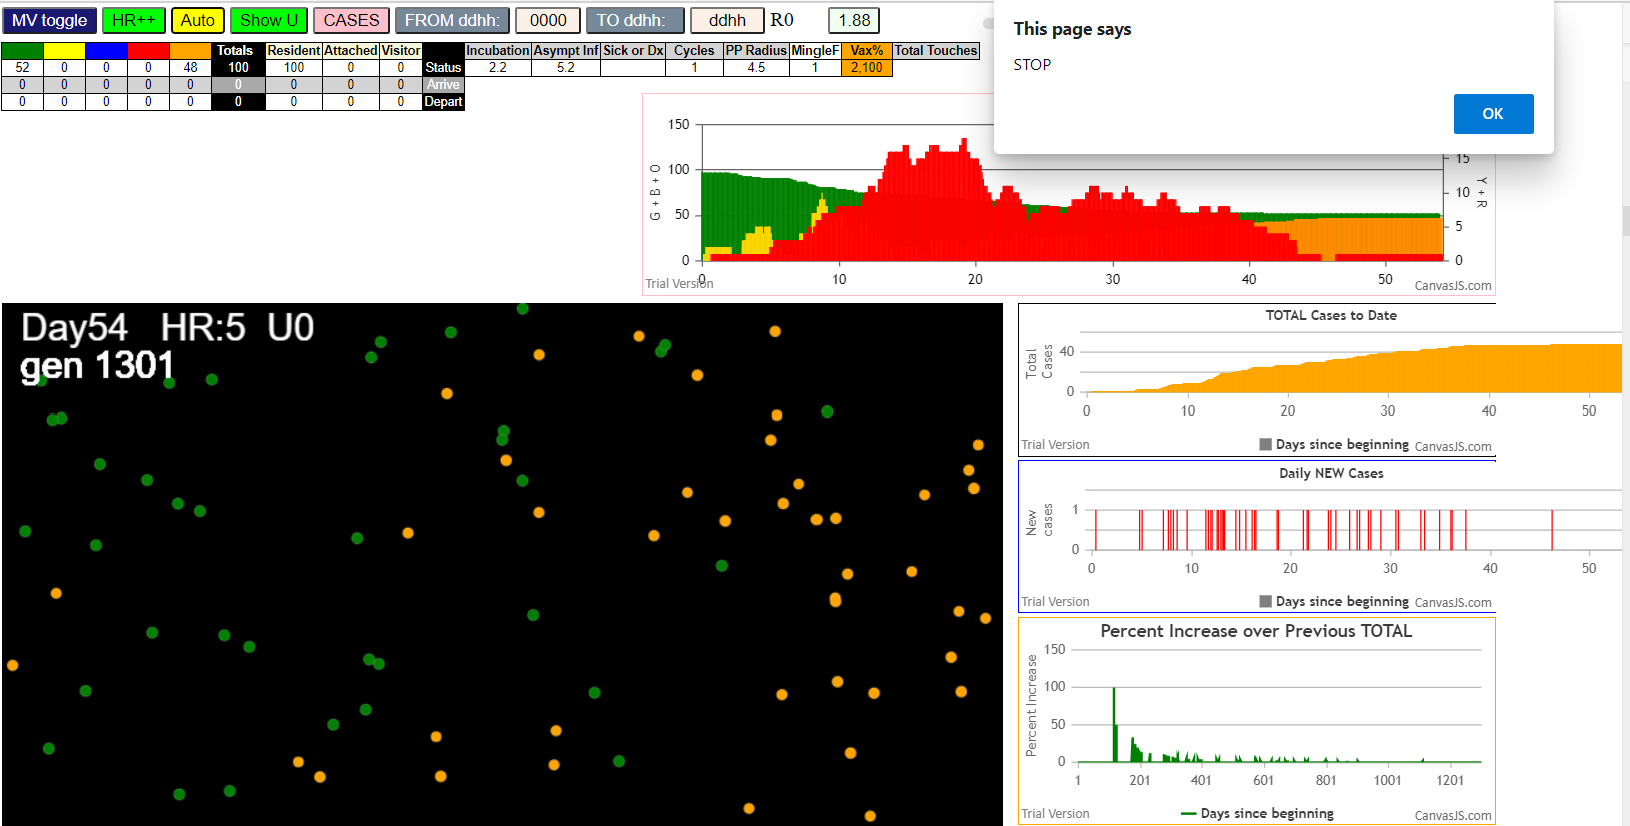 MV toggle HR++ Auto Show U CASES FROM ddhh: 0000 TO ddhh: ddhh R0 1.88
This page says
STOP
OK
Totals Resident Attached Visitor Incubation Asympt Inf Sick or Dx Cycles PP Radius MingleF Vax% Total Touches
52 0 0 0 48 100 100 0 0 Status 2.2 5.2 1 4.5 1 2,100
0 0 0 0 0 0 0 0 0 Arrive
0 0 0 0 0 0 0 0 0 Depart
150
100
50
0
G + B + O
15
10
5
0
Y + R
0 10 20 30 40 50
Trial Version
CanvasJS.com
Day54 HR:5 U0
gen 1301
TOTAL Cases to Date
Total
Cases
40
0
0 10 20 30 40 50
Trial Version
Days since beginning
CanvasJS.com
Daily NEW Cases
New
cases
1
0
0 10 20 30 40 50
Trial Version
Days since beginning
CanvasJS.com
Percent Increase over Previous TOTAL
Percent Increase
150
100
50
0
1 201 401 601 801 1001 1201
Trial Version
Days since beginning
CanvasJS.com